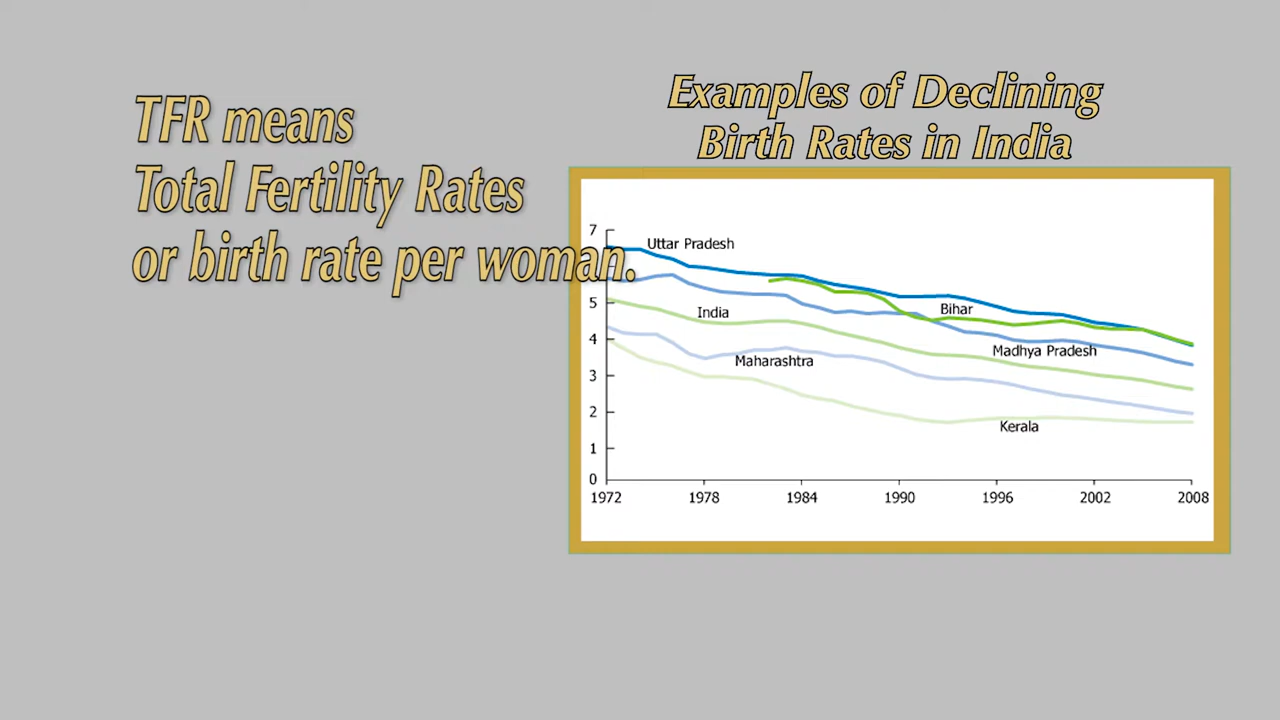 TFR means
Total Fertility Rates
or birth rate per woman.
Examples of Declining
Birth Rates in India
7
5
4
3
2
1
0
Uttar Pradesh
India
Bihar
Maharashtra
Madhya Pradesh
Kerala
1972 1978 1984 1990 1996 2002 2008